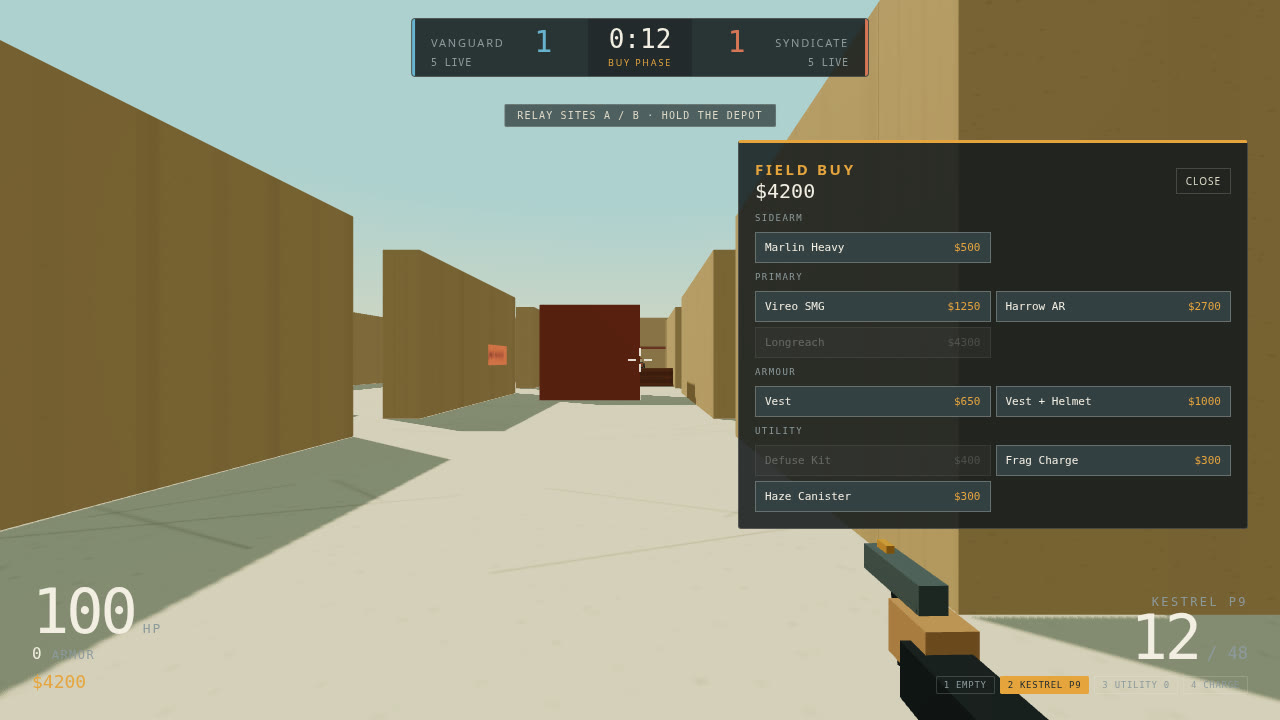 VANGUARD 1 0:12 1 SYNDICATE
5 LIVE BUY PHASE 5 LIVE
RELAY SITES A / B · HOLD THE DEPOT
FIELD BUY
$4200
CLOSE
SIDEARM
Marlin Heavy $500
PRIMARY
Vireo SMG $1250 Harrow AR $2700
Longreach $4300
ARMOUR
Vest $650 Vest + Helmet $1000
UTILITY
Defuse Kit $400 Frag Charge $300
Haze Canister $300
100 HP
0 ARMOR
$4200
KESTREL P9
12 / 48
1 EMPTY 2 KESTREL P9 3 UTILITY 0 4 CHARGE